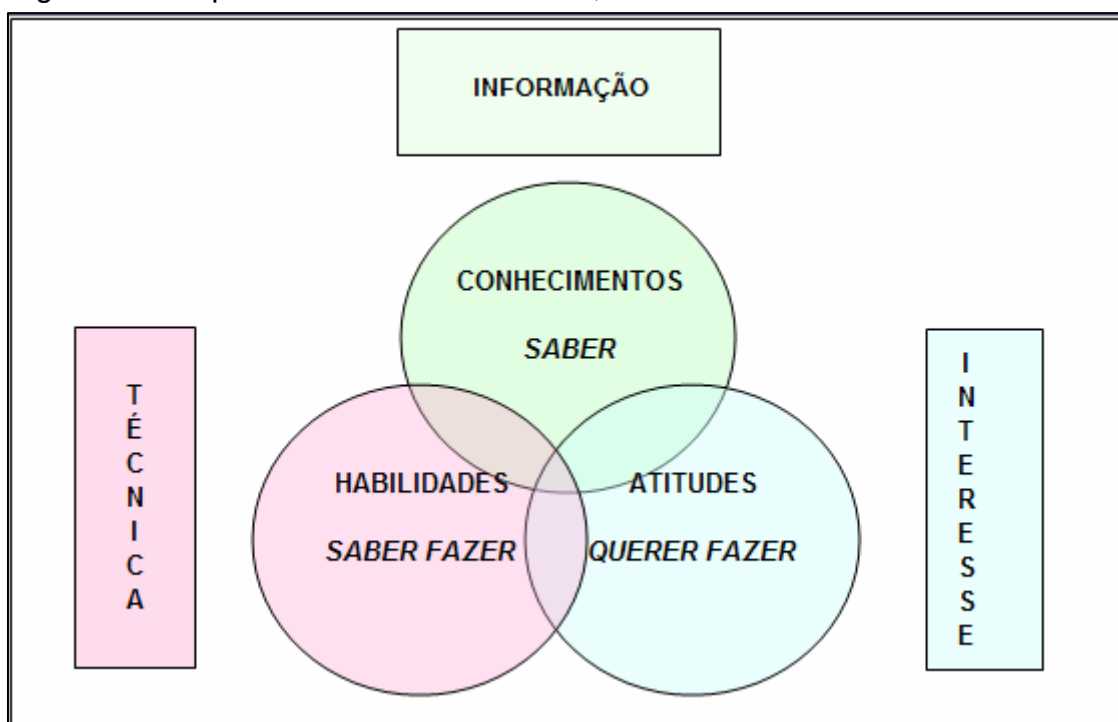 INFORMAÇÃO
CONHECIMENTOS
SABER
TÉCNICA
HABILIDADES
SABER FAZER
ATITUDES
QUERER FAZER
INTERESSE